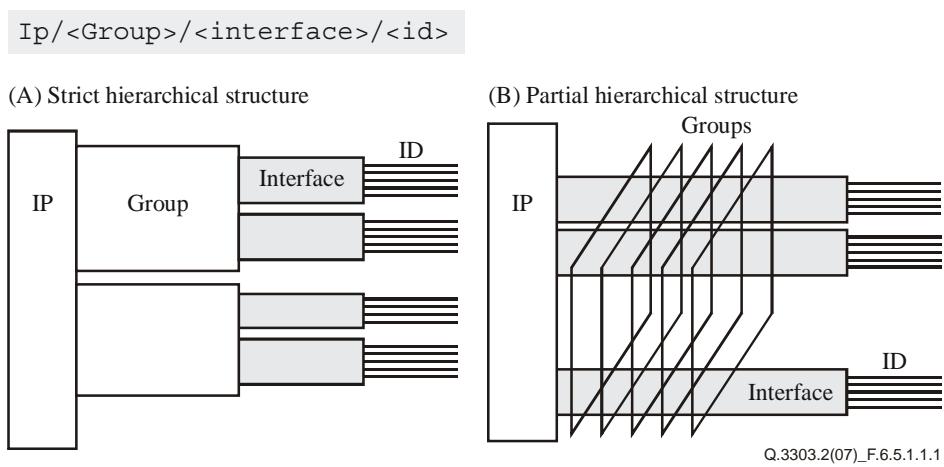 Ip/<Group>/<interface>/<id>
(A) Strict hierarchical structure
IP
Group
Interface
ID
(B) Partial hierarchical structure
Groups
IP
Interface
ID
Q.3303.2(07)_F.6.5.1.1.1